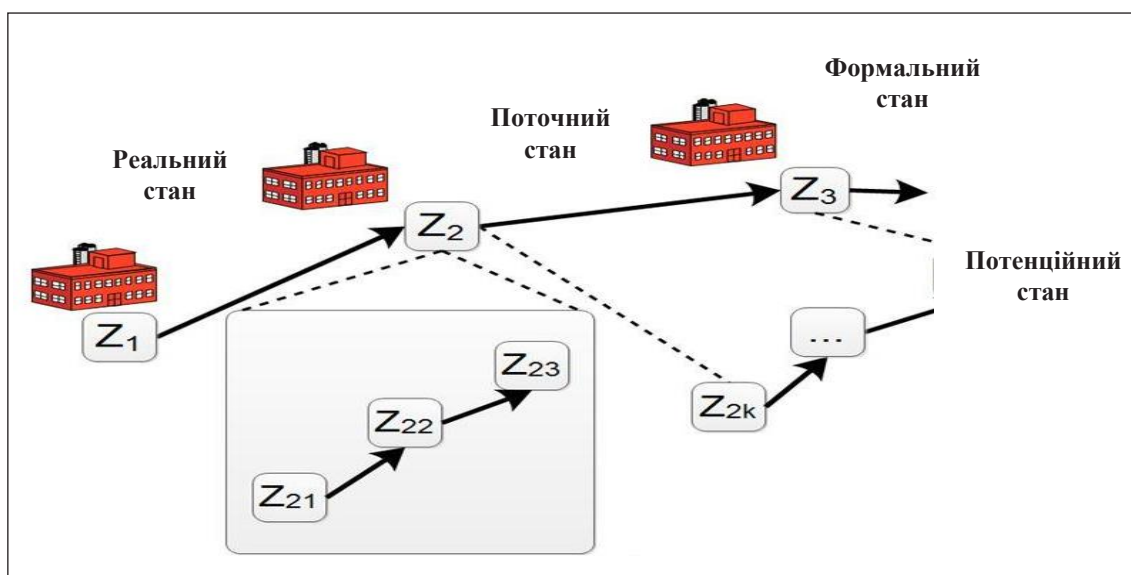 Формальний
стан
Поточний
стан
Реальний
стан
Z3
Z2
Потенційний
стан
Z1
...
Z23
Z2k
Z22
Z21